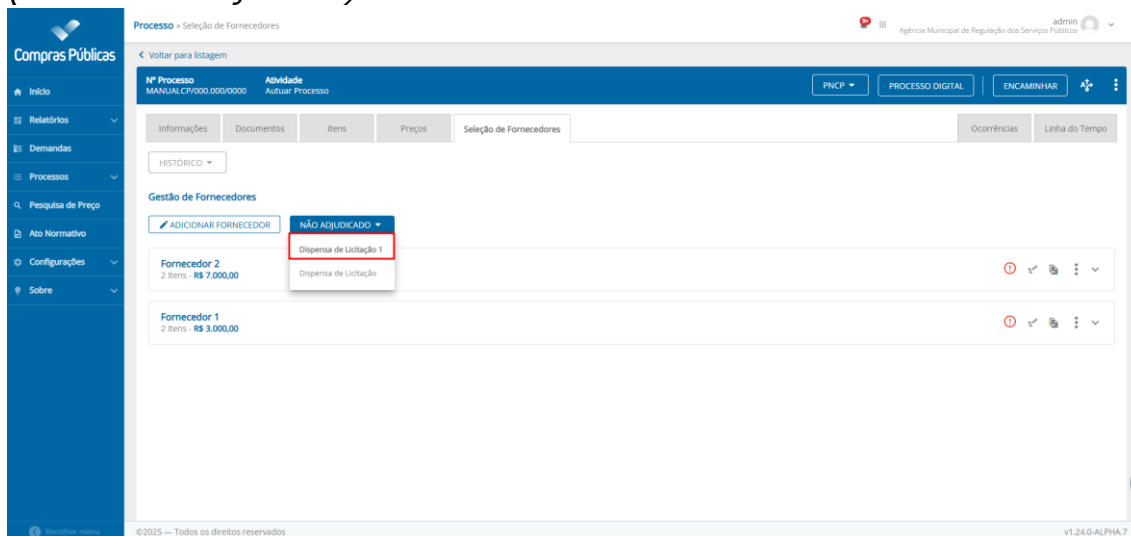 Compras Públicas
Início
Relatórios
Demandas
Processos
Pesquisa de Preço
Ato Normativo
Configurações
Sobre
Recolher menu
Processo » Seleção de Fornecedores
admin
Agência Municipal de Regulação dos Serviços Públicos
Voltar para listagem
Nº Processo Atividade
MANUALCP/000.000/0000 Autuar Processo
PNCP PROCESSO DIGITAL ENCAMINHAR
Informações Documentos Itens Preços Seleção de Fornecedores Ocorrências Linha do Tempo
HISTÓRICO
Gestão de Fornecedores
ADICIONAR FORNECEDOR NÃO ADJUDICADO
Dispensa de Licitação 1
Dispensa de Licitação
Fornecedor 2
2 Itens - R$ 7.000,00
Fornecedor 1
2 Itens - R$ 3.000,00
©2025 — Todos os direitos reservados v1.24.0-ALPHA.7